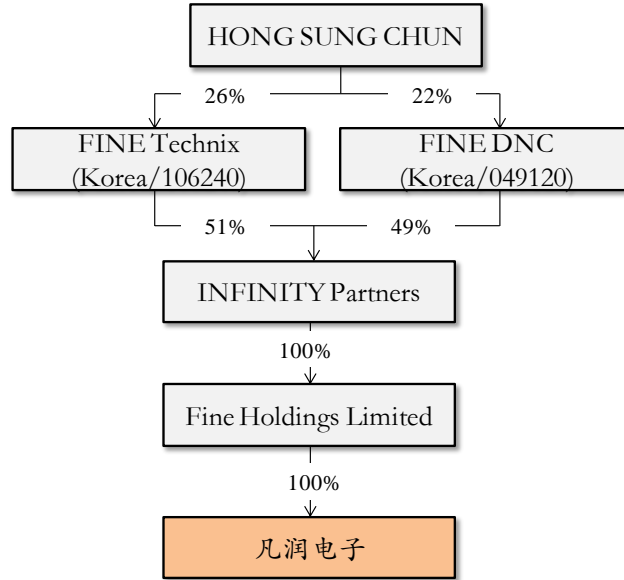 HONG SUNG CHUN
26%
22%
FINE Technix
(Korea/106240)
FINE DNC
(Korea/049120)
51%
49%
INFINITY Partners
100%
Fine Holdings Limited
100%
凡润电子